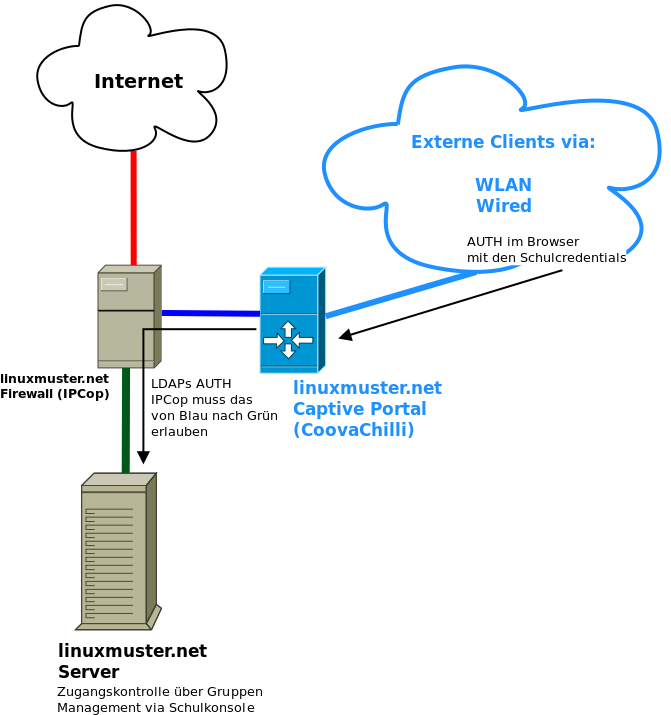 Internet
Externe Clients via:
WLAN
Wired
AUTH im Browser
mit den Schulcredentials
linuxmuster.net
Firewall (IPCop)
LDAPs AUTH
IPCop muss das
von Blau nach Grün
erlauben
linuxmuster.net
Captive Portal
(CoovaChilli)
linuxmuster.net
Server
Zugangskontrolle über Gruppen
Management via Schulkonsole